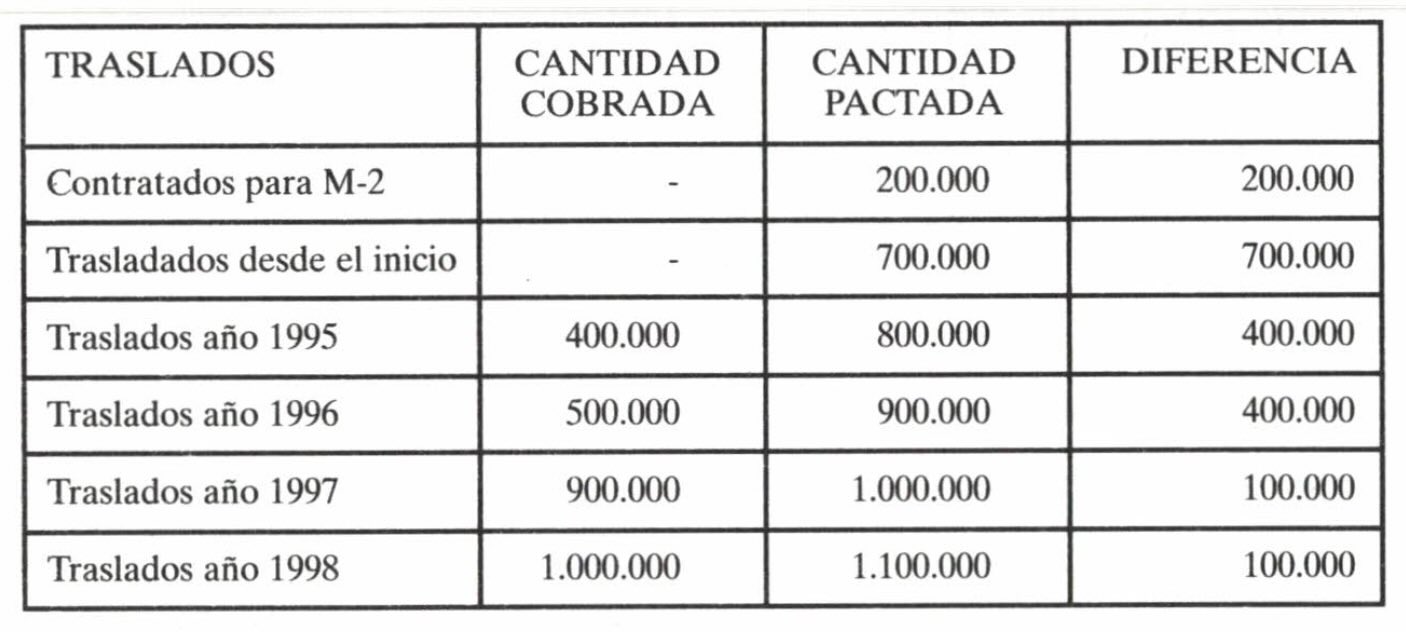 TRASLADOS CANTIDAD COBRADA CANTIDAD PACTADA DIFERENCIA
Contratados para M-2 - 200.000 200.000
Trasladados desde el inicio - 700.000 700.000
Traslados año 1995 400.000 800.000 400.000
Traslados año 1996 500.000 900.000 400.000
Traslados año 1997 900.000 1.000.000 100.000
Traslados año 1998 1.000.000 1.100.000 100.000